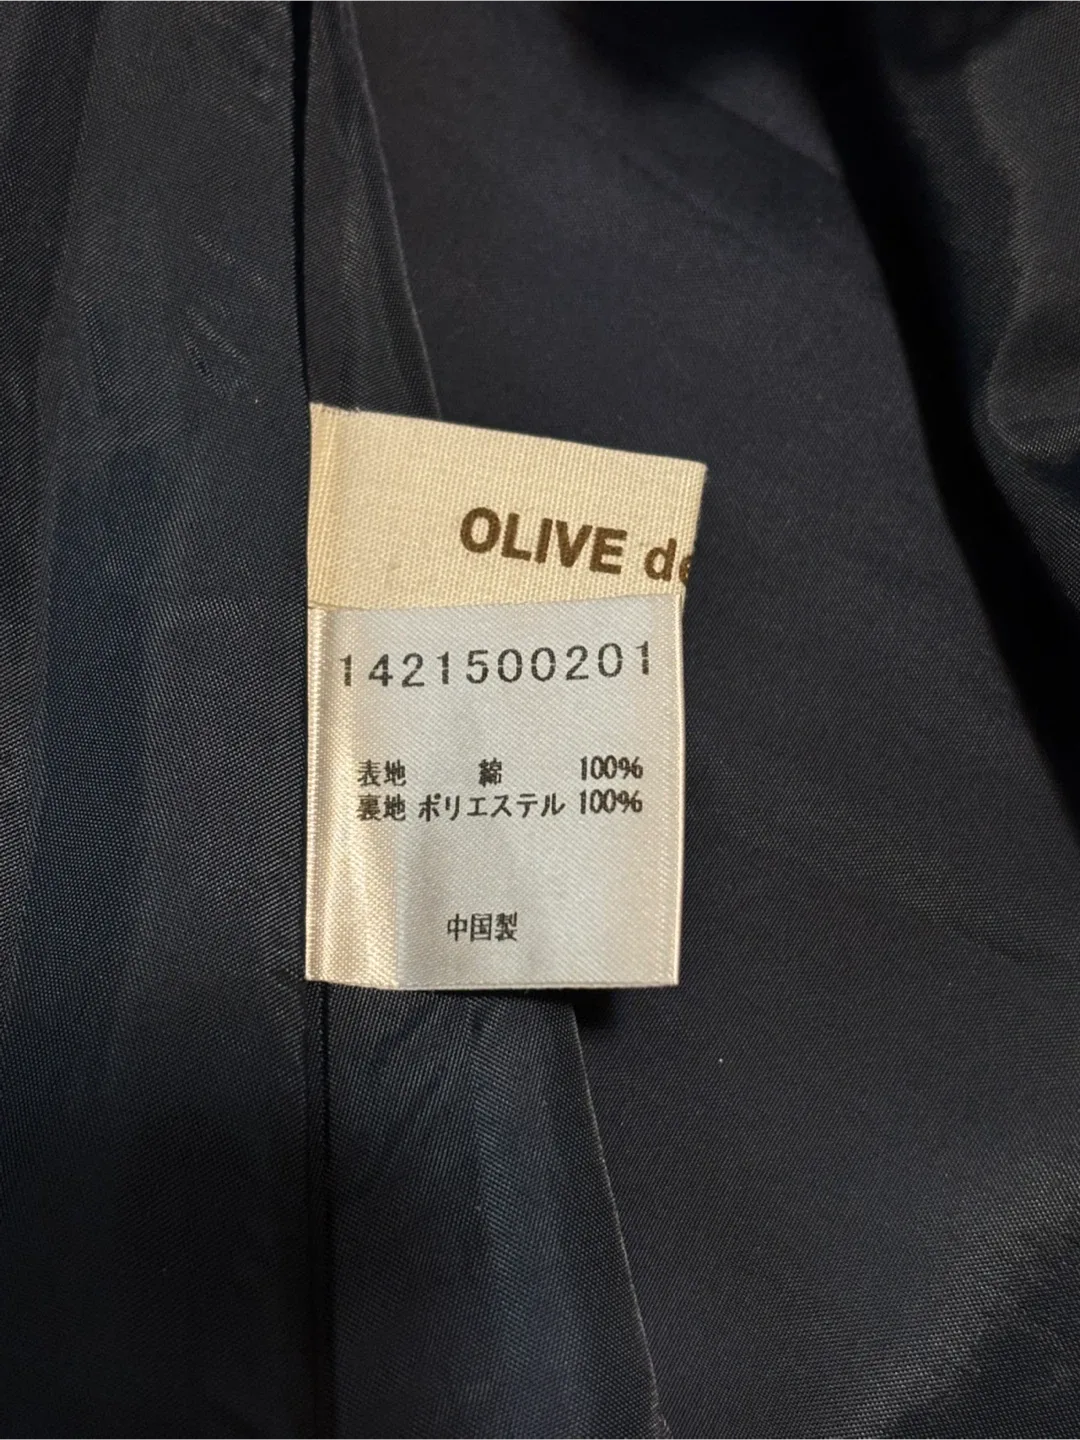 OLIVE de
1421500201
表地 綿 100%
裏地 ポリエステル 100%
中国製